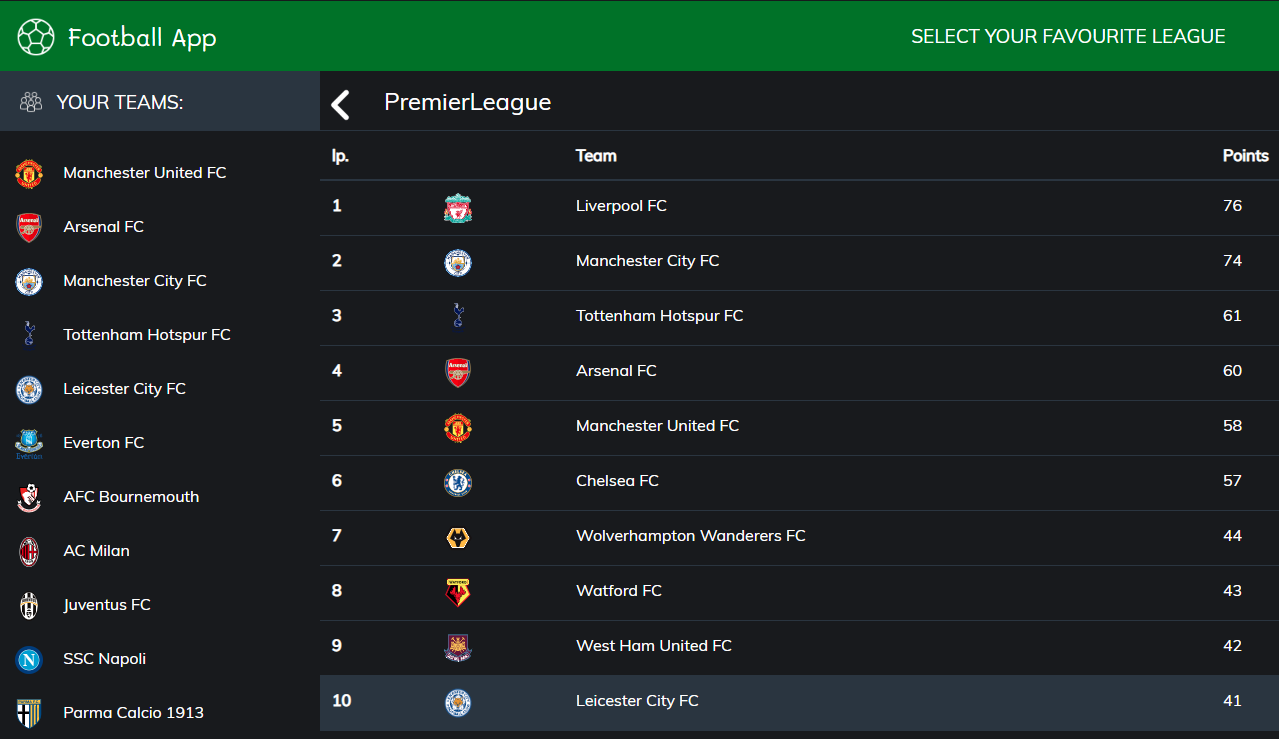 Football App
SELECT YOUR FAVOURITE LEAGUE
YOUR TEAMS:
Manchester United FC
Arsenal FC
Manchester City FC
Tottenham Hotspur FC
Leicester City FC
Everton FC
AFC Bournemouth
AC Milan
Juventus FC
SSC Napoli
Parma Calcio 1913
PremierLeague
lp. Team Points
1 Liverpool FC 76
2 Manchester City FC 74
3 Tottenham Hotspur FC 61
4 Arsenal FC 60
5 Manchester United FC 58
6 Chelsea FC 57
7 Wolverhampton Wanderers FC 44
8 Watford FC 43
9 West Ham United FC 42
10 Leicester City FC 41